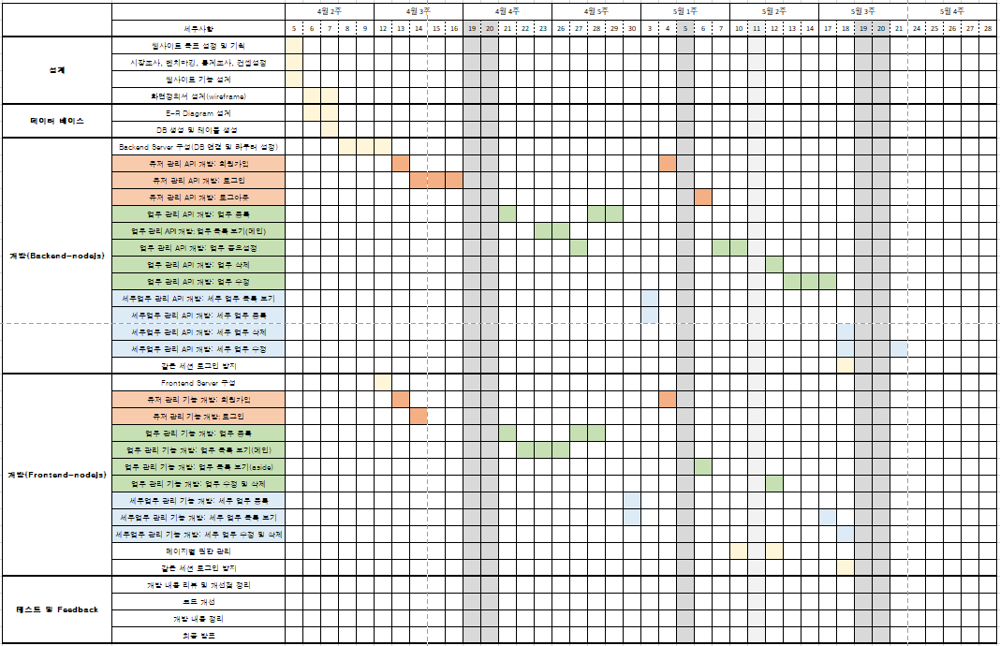 4월 2주 4월 3주 4월 4주 4월 5주 5월 1주 5월 2주 5월 3주 5월 4주
세부사항 5 6 7 8 9 12 13 14 15 16 19 20 21 22 23 26 27 28 29 30 3 4 5 6 7 10 11 12 13 14 17 18 19 20 21 24 25 26 27 28
설계
웹사이트 목표 설정 및 기획
시장조사, 벤치마킹, 통계조사, 컨셉설정
웹사이트 기능 설계
화면정의서 설계(wireframe)
데이터 베이스
E-R Diagram 설계
DB 생성 및 테이블 생성
개발(Backend-nodejs)
Backend Server 구성(DB 연결 및 라우터 설정)
유저 관리 API 개발: 회원가입
유저 관리 API 개발: 로그인
유저 관리 API 개발: 로그아웃
업무 관리 API 개발: 업무 등록
업무 관리 API 개발: 업무 목록 보기(메인)
업무 관리 API 개발: 업무 중요설정
업무 관리 API 개발: 업무 삭제
업무 관리 API 개발: 업무 수정
세부업무 관리 API 개발: 세부 업무 목록 보기
세부업무 관리 API 개발: 세부 업무 등록
세부업무 관리 API 개발: 세부 업무 삭제
세부업무 관리 API 개발: 세부 업무 수정
같은 세션 로그인 방지
개발(Frontend-nodejs)
Frontend Server 구성
유저 관리 기능 개발: 회원가입
유저 관리 기능 개발: 로그인
업무 관리 기능 개발: 업무 등록
업무 관리 기능 개발: 업무 목록 보기(메인)
업무 관리 기능 개발: 업무 목록 보기(aside)
업무 관리 기능 개발: 업무 수정 및 삭제
세부업무 관리 기능 개발: 세부 업무 등록
세부업무 관리 기능 개발: 세부 업무 목록 보기
세부업무 관리 기능 개발: 세부 업무 수정 및 삭제
페이지별 권한 관리
같은 세션 로그인 방지
테스트 및 Feedback
개발 내용 리뷰 및 개선점 정리
코드 개선
개발 내용 정리
최종 발표